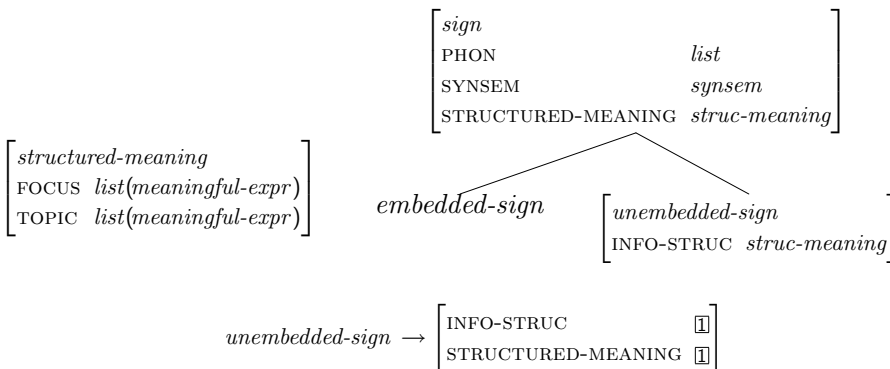 sign
PHON list
SYNSEM synsem
STRUCTURED-MEANING struc-meaning
structured-meaning
FOCUS list(meaningful-expr)
TOPIC list(meaningful-expr)
embedded-sign
unembedded-sign
INFO-STRUC struc-meaning
unembedded-sign → INFO-STRUC 1
STRUCTURED-MEANING 1